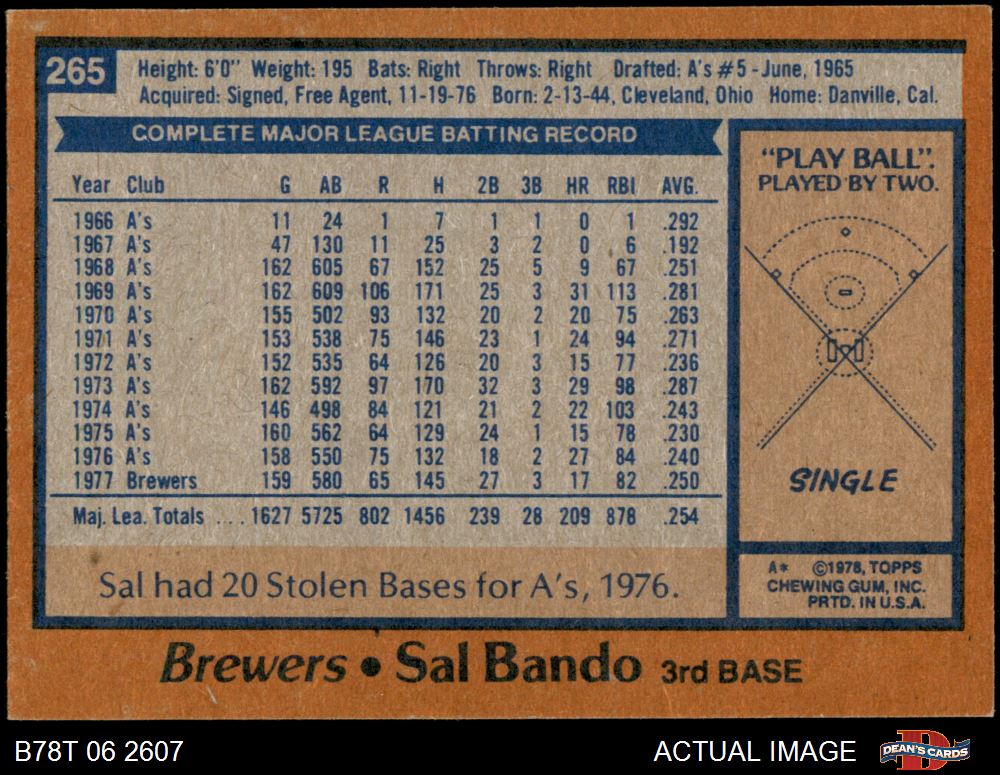 265
Height: 6'0" Weight: 195 Bats: Right Throws: Right Drafted: A's #5 - June, 1965
Acquired: Signed, Free Agent, 11-19-76 Born: 2-13-44, Cleveland, Ohio Home: Danville, Cal.
COMPLETE MAJOR LEAGUE BATTING RECORD
Year Club G AB R H 2B 3B HR RBI AVG.
1966 A's 11 24 1 7 1 1 0 1 .292
1967 A's 47 130 11 25 3 2 0 6 .192
1968 A's 162 605 67 152 25 5 9 67 .251
1969 A's 162 609 106 171 25 3 31 113 .281
1970 A's 155 502 93 132 20 2 20 75 .263
1971 A's 153 538 75 146 23 1 24 94 .271
1972 A's 152 535 64 126 20 3 15 77 .236
1973 A's 162 592 97 170 32 3 29 98 .287
1974 A's 146 498 84 121 21 2 22 103 .243
1975 A's 160 562 64 129 24 1 15 78 .230
1976 A's 158 550 75 132 18 2 27 84 .240
1977 Brewers 159 580 65 145 27 3 17 82 .250
Maj. Lea. Totals ... 1627 5725 802 1456 239 28 209 878 .254
Sal had 20 Stolen Bases for A's, 1976.
"PLAY BALL".
PLAYED BY TWO.
SINGLE
A* ©1978, TOPPS
CHEWING GUM, INC.
PRTD. IN U.S.A.
Brewers • Sal Bando 3rd BASE
B78T 06 2607
ACTUAL IMAGE
D
DEAN'S CARDS